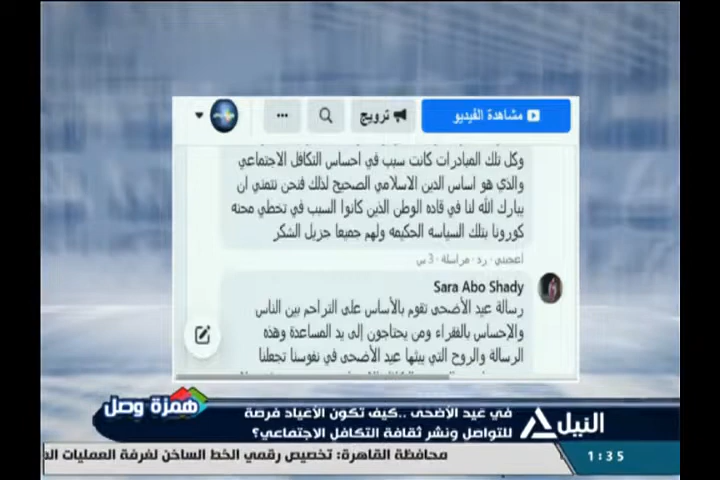 مشاهدة الفيديو
ترويج
...
وكل تلك المبادرات كانت سبب في احساس التكافل الاجتماعي
والذي هو اساس الدين الاسلامي الصحيح لذلك فنحن نتمني ان
يبارك الله لنا في قاده الوطن الذين كانوا السبب في تخطي محنه
كورونا بتلك السياسه الحكيمه ولهم جميعا جزيل الشكر
أعجبني · رد · مراسلة · 3 س
Sara Abo Shady
رسالة عيد الأضحى تقوم بالأساس على التراحم بين الناس
والإحساس بالفقراء ومن يحتاجون إلى يد المساعدة وهذه
الرسالة والروح التي يبثها عيد الأضحى في نفوسنا تجعلنا
همزة وصل
في عيد الأضحى ..كيف تكون الأعياد فرصة
للتواصل ونشر ثقافة التكافل الاجتماعي؟
النيل
محافظة القاهرة: تخصيص رقمي الخط الساخن لغرفة العمليات الم
1:35